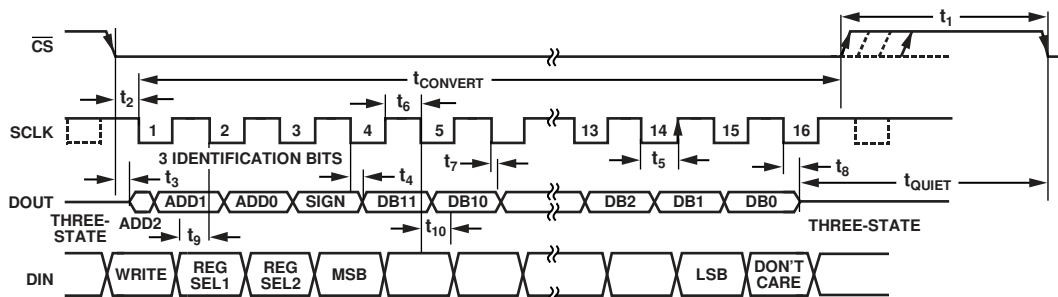 t1
CS
tCONVERT
t2
t6
SCLK
1 2 3 4 5 13 14 15 16
3 IDENTIFICATION BITS
t7
t5
t8
t3
t4
tQUIET
DOUT
ADD1 ADD0 SIGN DB11 DB10 DB2 DB1 DB0
THREE-
STATE
ADD2
THREE-STATE
t9
t10
DIN
WRITE
REG
SEL1
REG
SEL2
MSB
LSB
DON'T
CARE